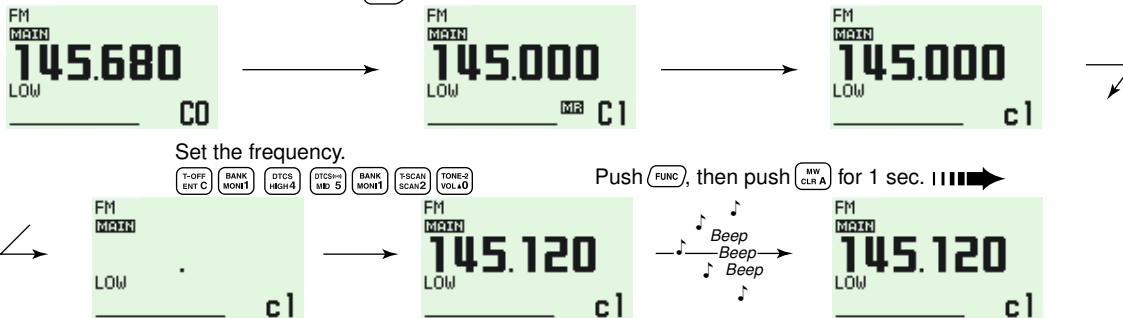 FM
MAIN
145.680
LOW
C0
FM
MAIN
145.000
LOW
MR C1
FM
MAIN
145.000
LOW
c1
Set the frequency.
T-OFF ENT C BANK MONI1 DTCS HIGH4 DTCS((•)) MID 5 BANK MONI1 T-SCAN SCAN2 TONE-2 VOL▲0
Push FUNC, then push MW CLR A for 1 sec.
FM
MAIN
.
LOW
c1
FM
MAIN
145.120
LOW
c1
Beep
Beep
Beep
FM
MAIN
145.120
LOW
c1